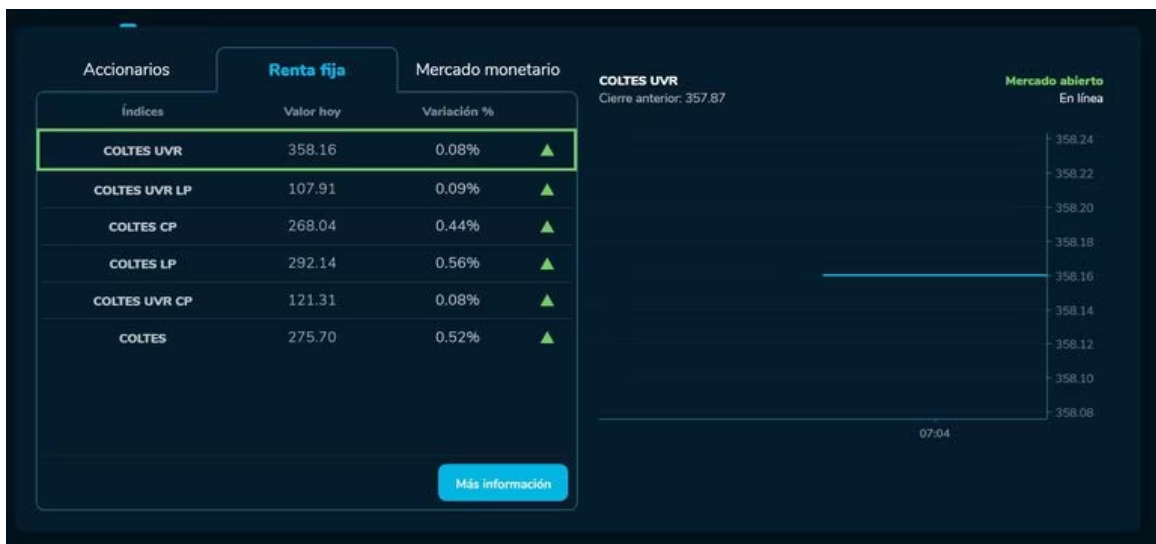 Accionarios Renta fija Mercado monetario
Índices Valor hoy Variación %
COLTES UVR 358.16 0.08%
COLTES UVR LP 107.91 0.09%
COLTES CP 268.04 0.44%
COLTES LP 292.14 0.56%
COLTES UVR CP 121.31 0.08%
COLTES 275.70 0.52%
Más información
COLTES UVR Mercado abierto
Cierre anterior: 357.87 En línea
358.24
358.22
358.20
358.18
358.16
358.14
358.12
358.10
358.08
07:04